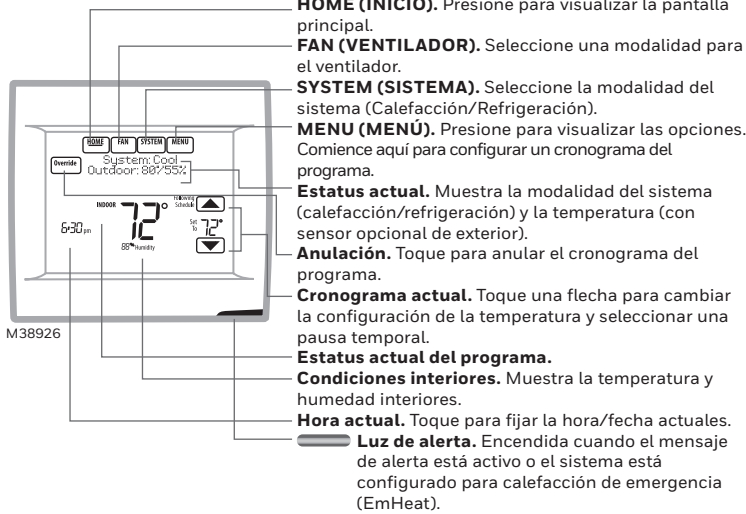 HOME (INICIO). Presione para visualizar la pantalla
principal.
FAN (VENTILADOR). Seleccione una modalidad para
el ventilador.
SYSTEM (SISTEMA). Seleccione la modalidad del
sistema (Calefacción/Refrigeración).
MENU (MENÚ). Presione para visualizar las opciones.
Comience aquí para configurar un cronograma del
programa.
Estatus actual. Muestra la modalidad del sistema
(calefacción/refrigeración) y la temperatura (con
sensor opcional de exterior).
Anulación. Toque para anular el cronograma del
programa.
Cronograma actual. Toque una flecha para cambiar
la configuración de la temperatura y seleccionar una
pausa temporal.
Estatus actual del programa.
Condiciones interiores. Muestra la temperatura y
humedad interiores.
Hora actual. Toque para fijar la hora/fecha actuales.
Luz de alerta. Encendida cuando el mensaje
de alerta está activo o el sistema está
configurado para calefacción de emergencia
(EmHeat).
HOME FAN SYSTEM MENU
Override
System: Cool
Outdoor: 80°/55%
Following
Schedule
INDOOR 72°
Set
To 72°
6:30 pm
Humidity
M38926